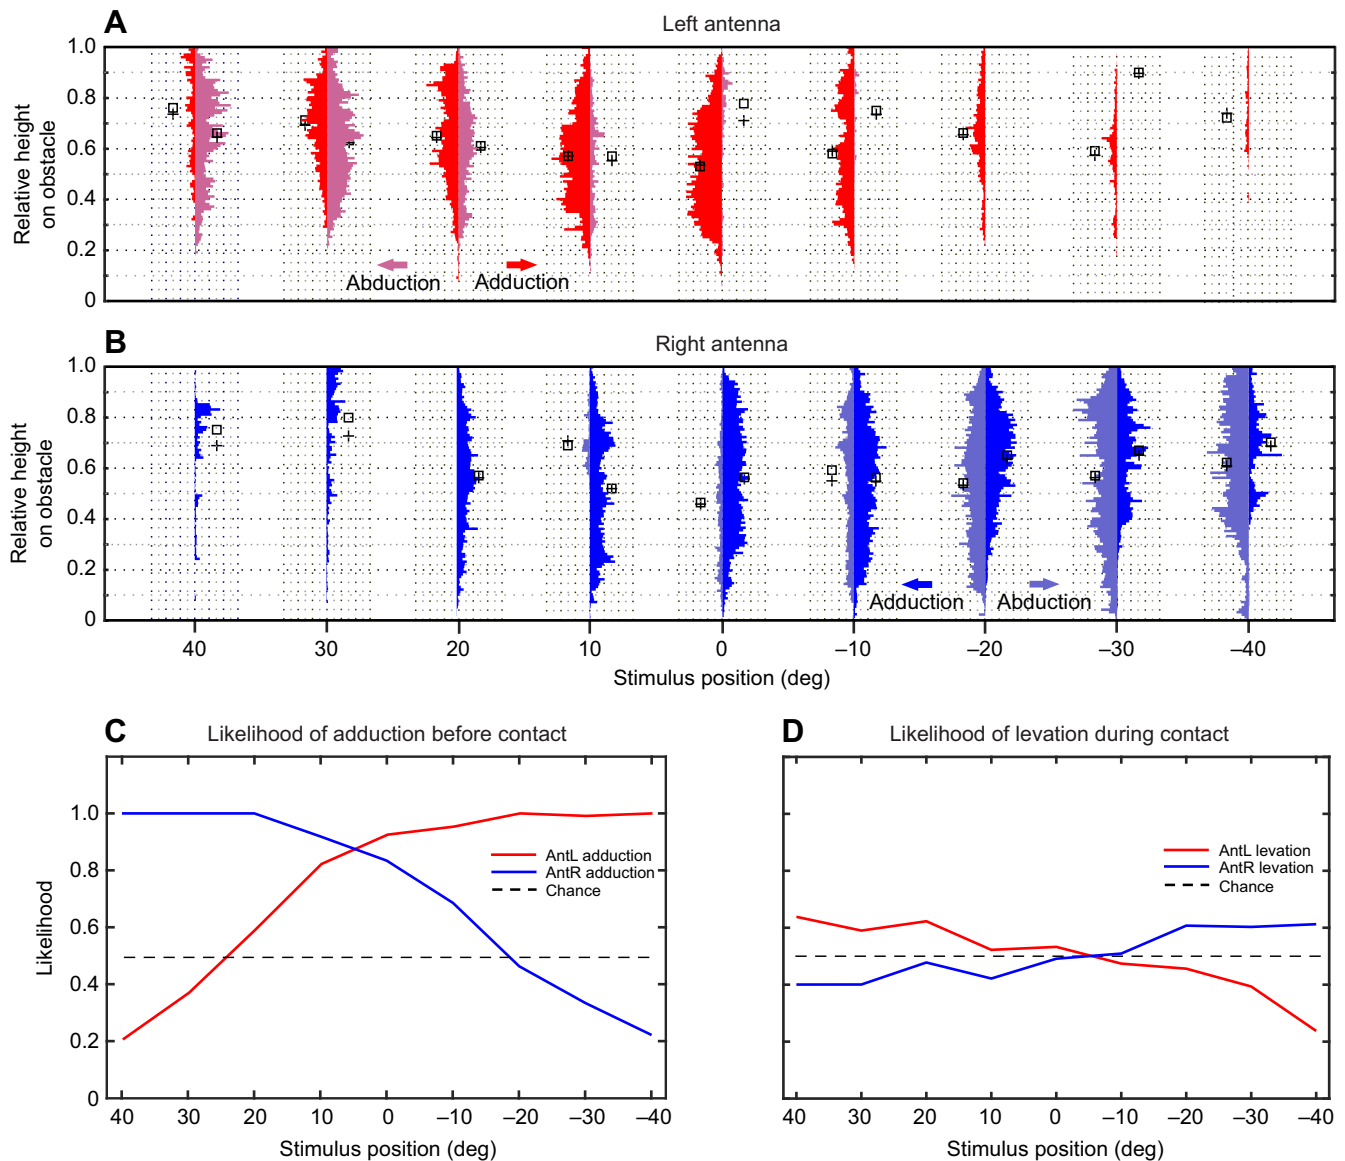 A
Left antenna
Relative height
on obstacle
1.0
0.8
0.6
0.4
0.2
0
Abduction
Adduction
B
Right antenna
Relative height
on obstacle
1.0
0.8
0.6
0.4
0.2
0
Adduction
Abduction
40 30 20 10 0 –10 –20 –30 –40
Stimulus position (deg)
C
Likelihood of adduction before contact
Likelihood
1.0
0.8
0.6
0.4
0.2
0
AntL adduction
AntR adduction
Chance
40 30 20 10 0 –10 –20 –30 –40
Stimulus position (deg)
D
Likelihood of levation during contact
AntL levation
AntR levation
Chance
40 30 20 10 0 –10 –20 –30 –40
Stimulus position (deg)